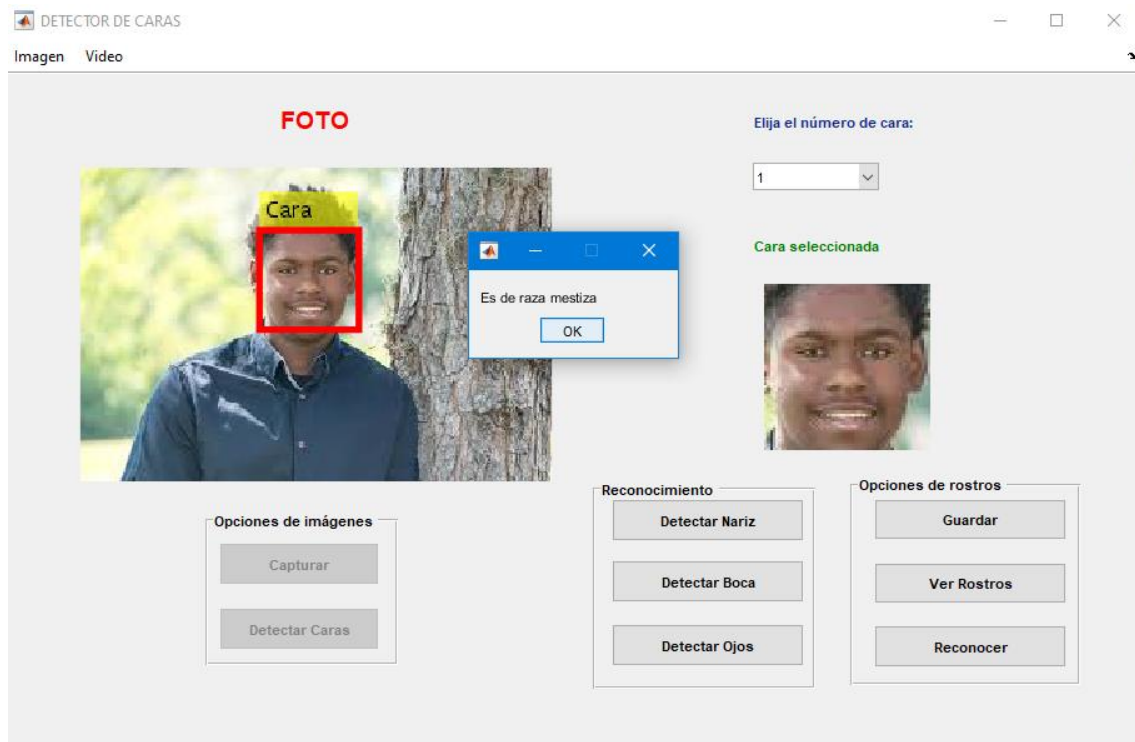 DETECTOR DE CARAS
Imagen Video
FOTO
Elija el número de cara:
1
Cara
Cara seleccionada
Es de raza mestiza
OK
Reconocimiento
Opciones de rostros
Opciones de imágenes
Detectar Nariz
Guardar
Capturar
Detectar Boca
Ver Rostros
Detectar Caras
Detectar Ojos
Reconocer